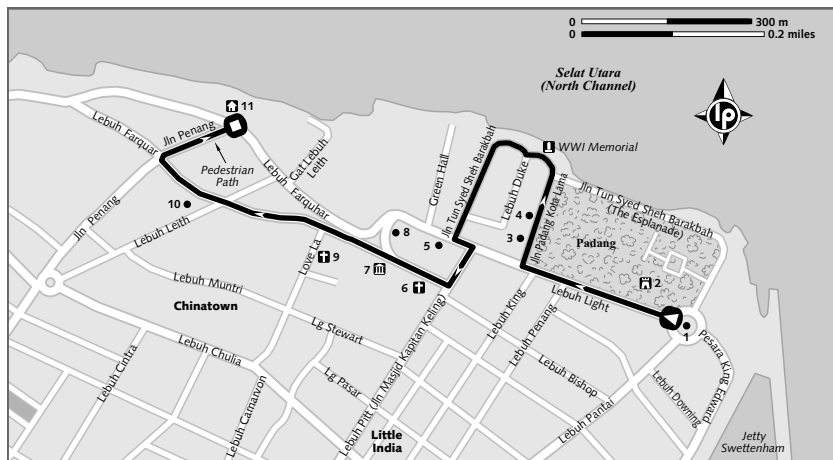 0 300 m
0 0.2 miles
Selat Utara
(North Channel)
lp
11
Lebuh Farquar
Jln Penang
Pedestrian
Path
Gat Lebuh
Leith
Lebuh Farquhar
Green Hall
Jln Tun Syed Sheh Barakbah
Lebuh Duke
WWI Memorial
Jln Padang Kota Lama
Jln Tun Syed Sheh Barakbah
(The Esplanade)
Padang
10
Jln Penang
Lebuh Leith
Love La
9
8
7
6
5
4
3
2
1
Lebuh Light
Lebuh Muntri
Chinatown
Lebuh Chulia
Lebuh Cintra
Lebuh Camarvon
Lg Stewart
Lg Pasar
Lebuh Pitt (Jln Masjid Kapitan Keling)
Lebuh King
Lebuh Penang
Lebuh Bishop
Lebuh Pantai
Lebuh Downing
Pesara King Edward
Little
India
Jetty
Swettenham